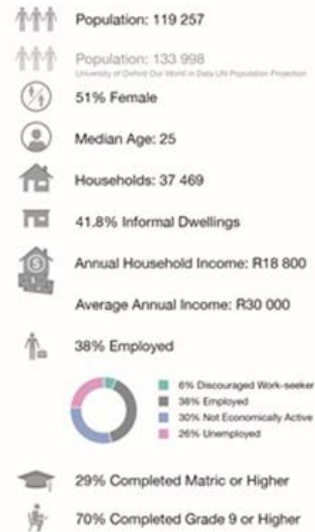 Population: 119 257
Population: 133 998
University of Oxford Our World in Data UN Population Projection
51% Female
Median Age: 25
Households: 37 469
41.8% Informal Dwellings
Annual Household Income: R18 800
Average Annual Income: R30 000
38% Employed
6% Discouraged Work-seeker
38% Employed
30% Not Economically Active
26% Unemployed
29% Completed Matric or Higher
70% Completed Grade 9 or Higher